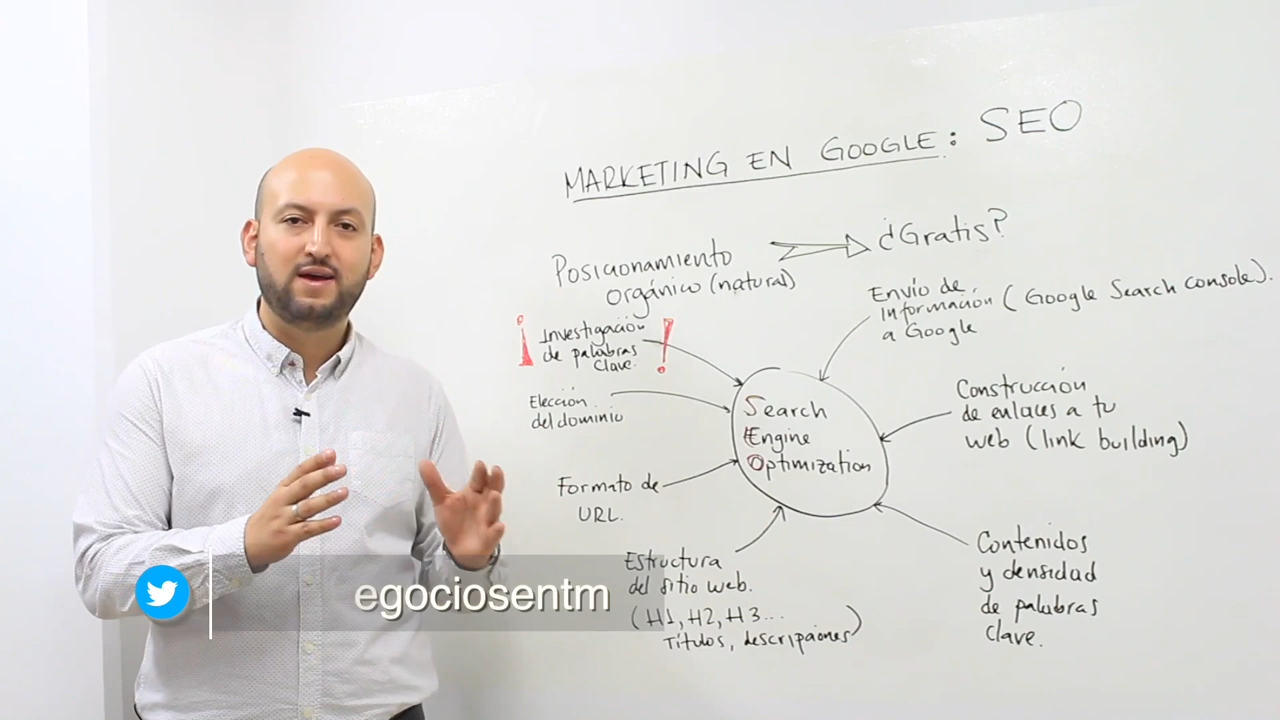 MARKETING EN GOOGLE: SEO
Posicionamiento
orgánico (natural)
¿Gratis?
¡ Investigación !
de palabras
clave.
Elección
del dominio
Formato de
URL.
Estructura
del sitio web.
(H1, H2, H3...
Títulos, descripciones)
Search
Engine
Optimization
Envío de
información (Google Search console).
a Google
Construcción
de enlaces a tu
web (link building)
Contenidos
y densidad
de palabras
clave.
egociosentm